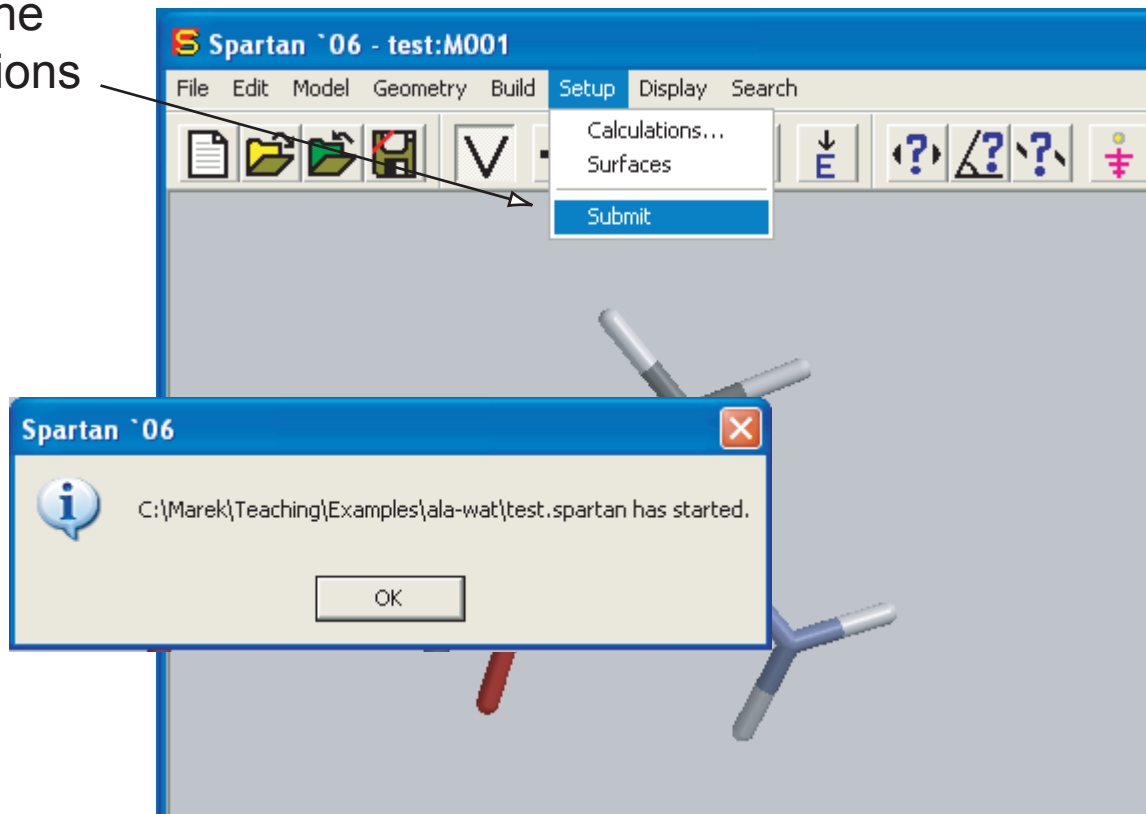 ne
ions
Spartan `06 - test:M001
File Edit Model Geometry Build Setup Display Search
Calculations...
Surfaces
Submit
E
?
?
?
Spartan `06
C:\Marek\Teaching\Examples\ala-wat\test.spartan has started.
OK